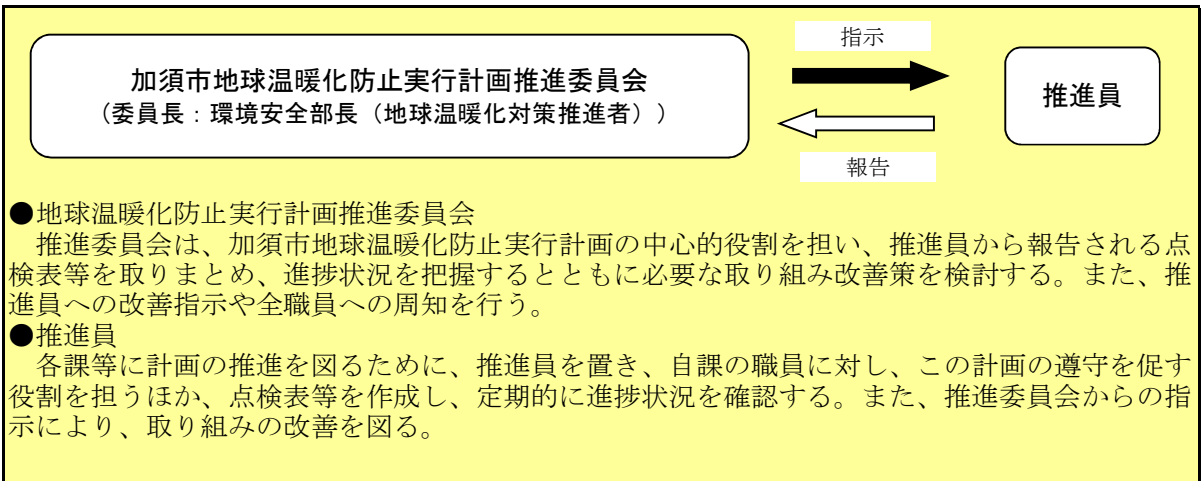 指示
加須市地球温暖化防止実行計画推進委員会
(委員長:環境安全部長(地球温暖化対策推進者))
推進員
報告
●地球温暖化防止実行計画推進委員会
推進委員会は、加須市地球温暖化防止実行計画の中心的役割を担い、推進員から報告される点
検表等を取りまとめ、進捗状況を把握するとともに必要な取り組み改善策を検討する。また、推
進員への改善指示や全職員への周知を行う。
●推進員
各課等に計画の推進を図るために、推進員を置き、自課の職員に対し、この計画の遵守を促す
役割を担うほか、点検表等を作成し、定期的に進捗状況を確認する。また、推進委員会からの指
示により、取り組みの改善を図る。